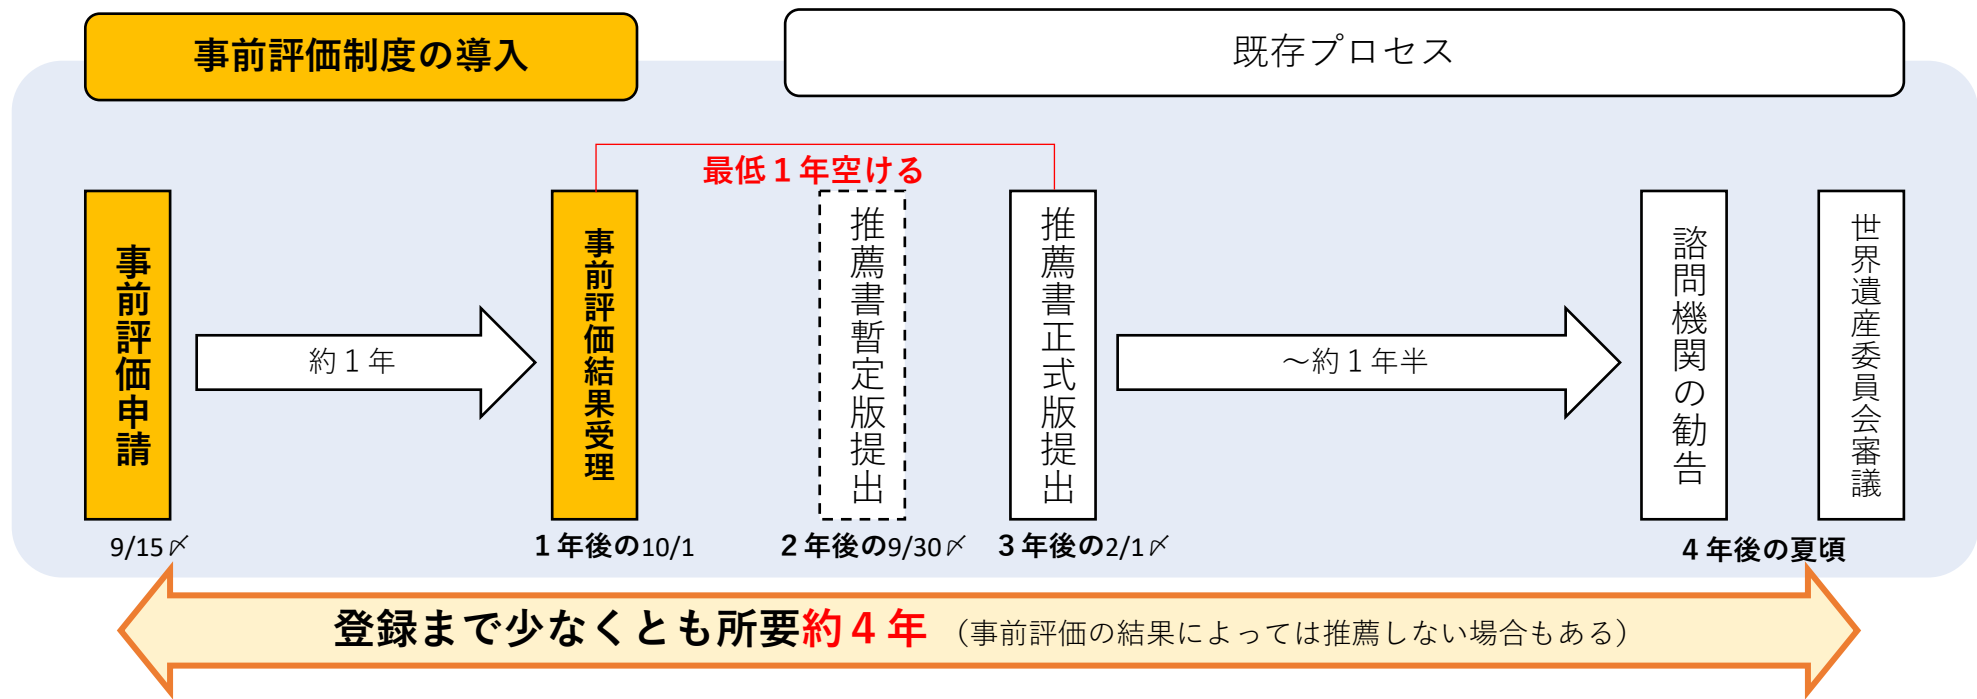 事前評価制度の導入
既存プロセス
最低１年空ける
事前評価申請
約１年
事前評価結果受理
推薦書暫定版提出
推薦書正式版提出
～約１年半
諮問機関の勧告
世界遺産委員会審議
9/15〆
１年後の10/1
２年後の9/30〆
３年後の2/1〆
４年後の夏頃
登録まで少なくとも所要約４年（事前評価の結果によっては推薦しない場合もある）